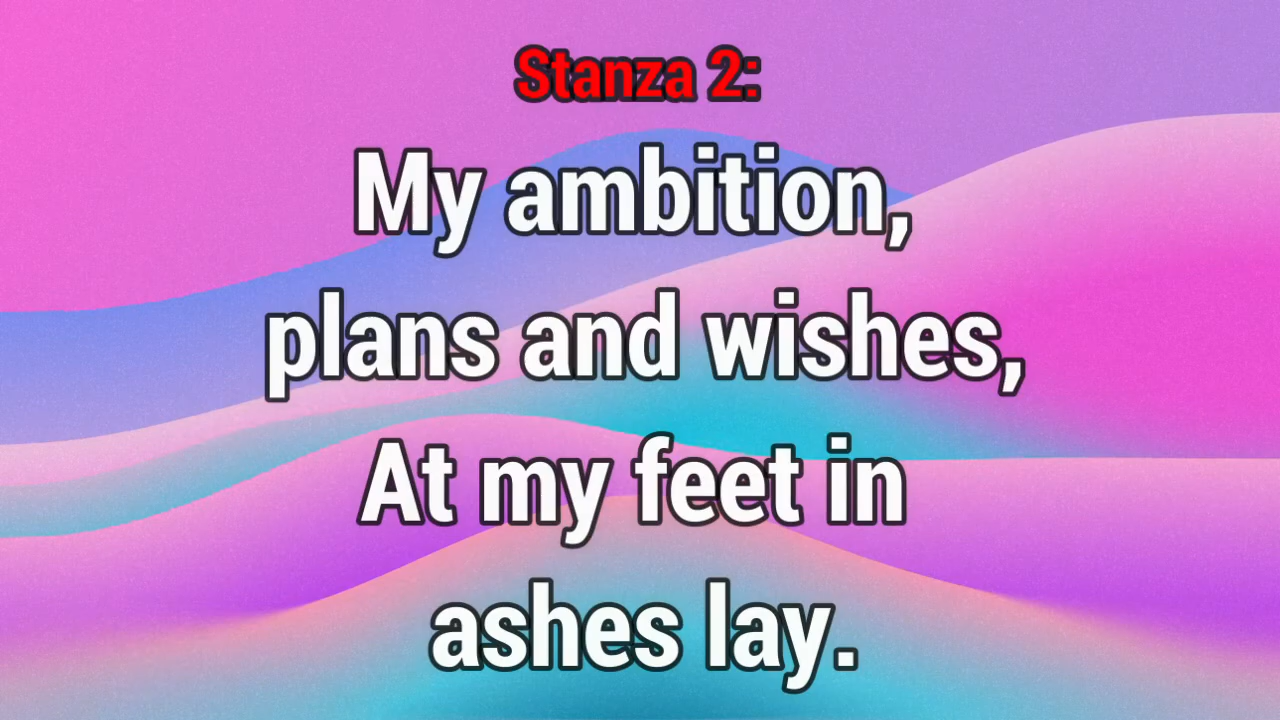 Stanza 2:
My ambition,
plans and wishes,
At my feet in
ashes lay.